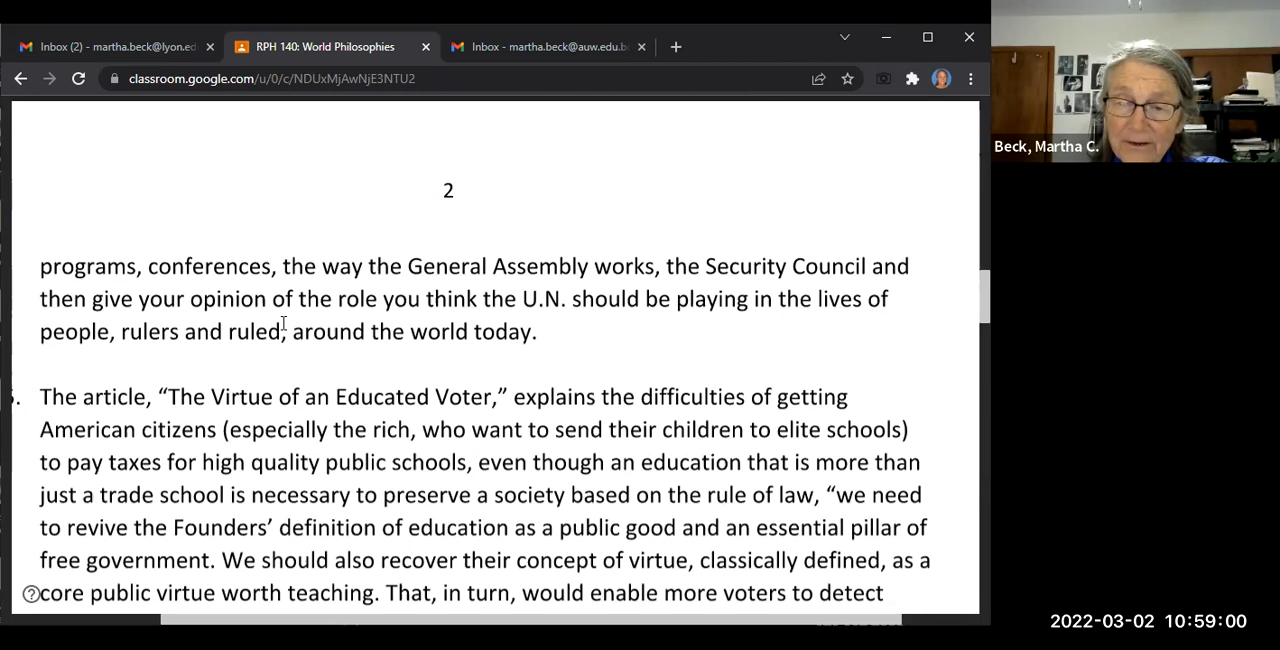 Inbox (2) - martha.beck@lyon.ed
RPH 140: World Philosophies
Inbox - martha.beck@auw.edu.b
classroom.google.com/u/0/c/NDUxMjAwNjE3NTU2
Beck, Martha C.
2
programs, conferences, the way the General Assembly works, the Security Council and
then give your opinion of the role you think the U.N. should be playing in the lives of
people, rulers and ruled, around the world today.
. The article, “The Virtue of an Educated Voter,” explains the difficulties of getting
American citizens (especially the rich, who want to send their children to elite schools)
to pay taxes for high quality public schools, even though an education that is more than
just a trade school is necessary to preserve a society based on the rule of law, “we need
to revive the Founders’ definition of education as a public good and an essential pillar of
free government. We should also recover their concept of virtue, classically defined, as a
core public virtue worth teaching. That, in turn, would enable more voters to detect
2022-03-02 10:59:00